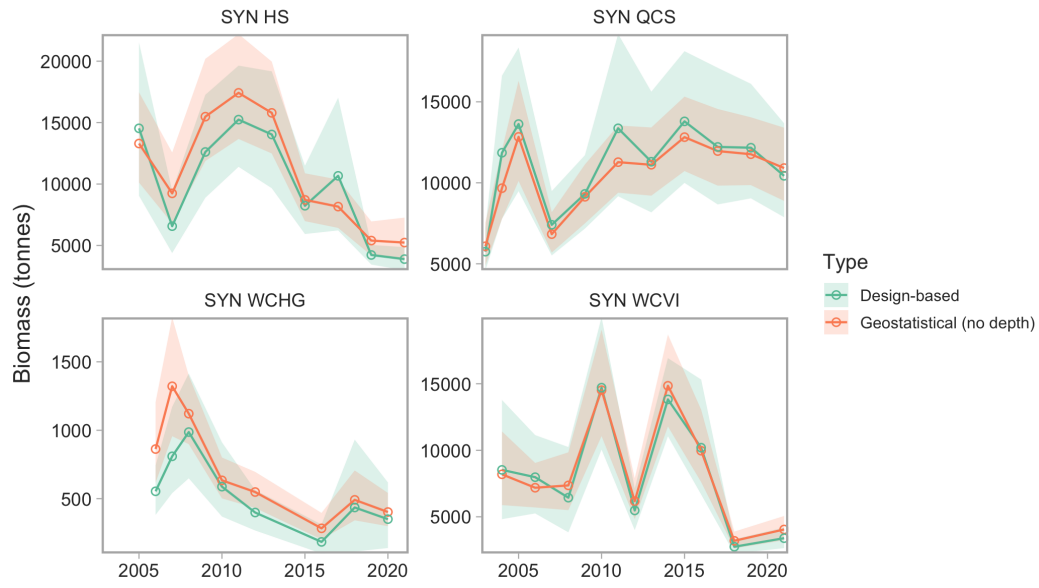 SYN HS
SYN QCS
20000
15000
10000
5000
15000
10000
5000
SYN WCHG
SYN WCVI
1500
1000
500
15000
10000
5000
2005
2010
2015
2020
2005
2010
2015
2020
Biomass (tonnes)
Type
Design-based
Geostatistical (no depth)